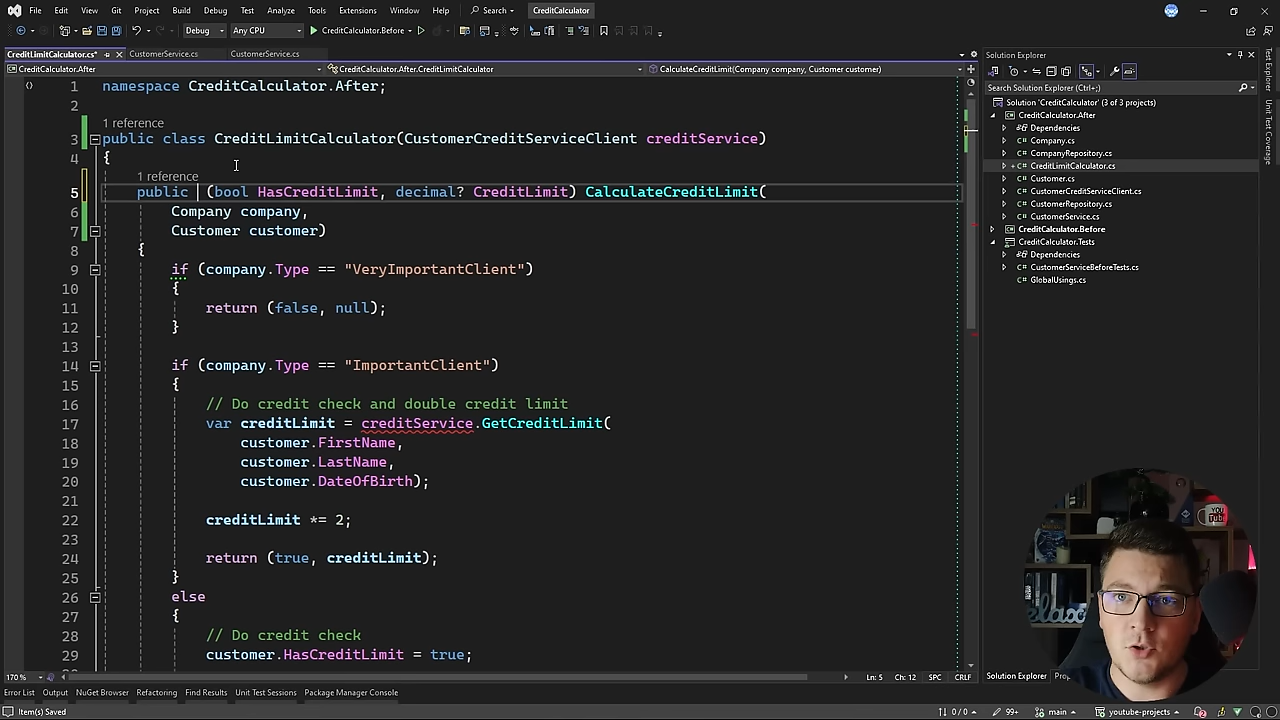 File Edit View Git Project Build Debug Test Analyze Tools Extensions Window Help Search CreditCalculator
Debug Any CPU CreditCalculator.Before
CreditLimitCalculator.cs* CustomerService.cs CustomerService.cs
CreditCalculator.After CreditCalculator.After.CreditLimitCalculator CalculateCreditLimit(Company company, Customer customer)
1 namespace CreditCalculator.After;
2
1 reference
3 public class CreditLimitCalculator(CustomerCreditServiceClient creditService)
4 {
1 reference
5 public (bool HasCreditLimit, decimal? CreditLimit) CalculateCreditLimit(
6 Company company,
7 Customer customer)
8 {
9 if (company.Type == "VeryImportantClient")
10 {
11 return (false, null);
12 }
13
14 if (company.Type == "ImportantClient")
15 {
16 // Do credit check and double credit limit
17 var creditLimit = creditService.GetCreditLimit(
18 customer.FirstName,
19 customer.LastName,
20 customer.DateOfBirth);
21
22 creditLimit *= 2;
23
24 return (true, creditLimit);
25 }
26 else
27 {
28 // Do credit check
29 customer.HasCreditLimit = true;
170 % Ln: 5 Ch: 12 SPC CRLF
Error List Output NuGet Browser Refactoring Find Results Unit Test Sessions Package Manager Console
Item(s) Saved 0 / 0 99+ main youtube-projects
Solution Explorer
Search Solution Explorer (Ctrl+;)
Solution 'CreditCalculator' (3 of 3 projects)
CreditCalculator.After
Dependencies
C# Company.cs
C# CompanyRepository.cs
C# CreditLimitCalculator.cs
C# Customer.cs
C# CustomerCreditServiceClient.cs
C# CustomerRepository.cs
C# CustomerService.cs
CreditCalculator.Before
CreditCalculator.Tests
Dependencies
C# CustomerServiceBeforeTests.cs
C# GlobalUsings.cs
Solution Explorer
Test Explorer
Unit Test Coverage
You
relax